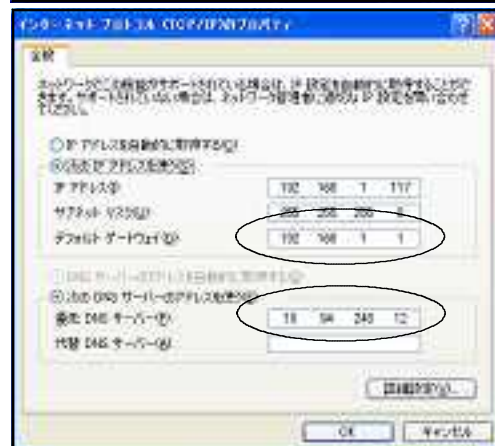 インターネット プロトコル (TCP/IP)のプロパティ
全般
ネットワークでこの機能がサポートされている場合は、IP 設定を自動的に取得することがで
きます。サポートされていない場合は、ネットワーク管理者に適切な IP 設定を問い合わせ
てください。
IP アドレスを自動的に取得する(O)
次の IP アドレスを使う(S):
IP アドレス(I): 192 168 1 117
サブネット マスク(U): 255 255 255 0
デフォルト ゲートウェイ(D): 192 168 1 1
DNS サーバーのアドレスを自動的に取得する(B)
次の DNS サーバーのアドレスを使う(E):
優先 DNS サーバー(P): 94 240 12
代替 DNS サーバー(A):
詳細設定(V)...
OK キャンセル